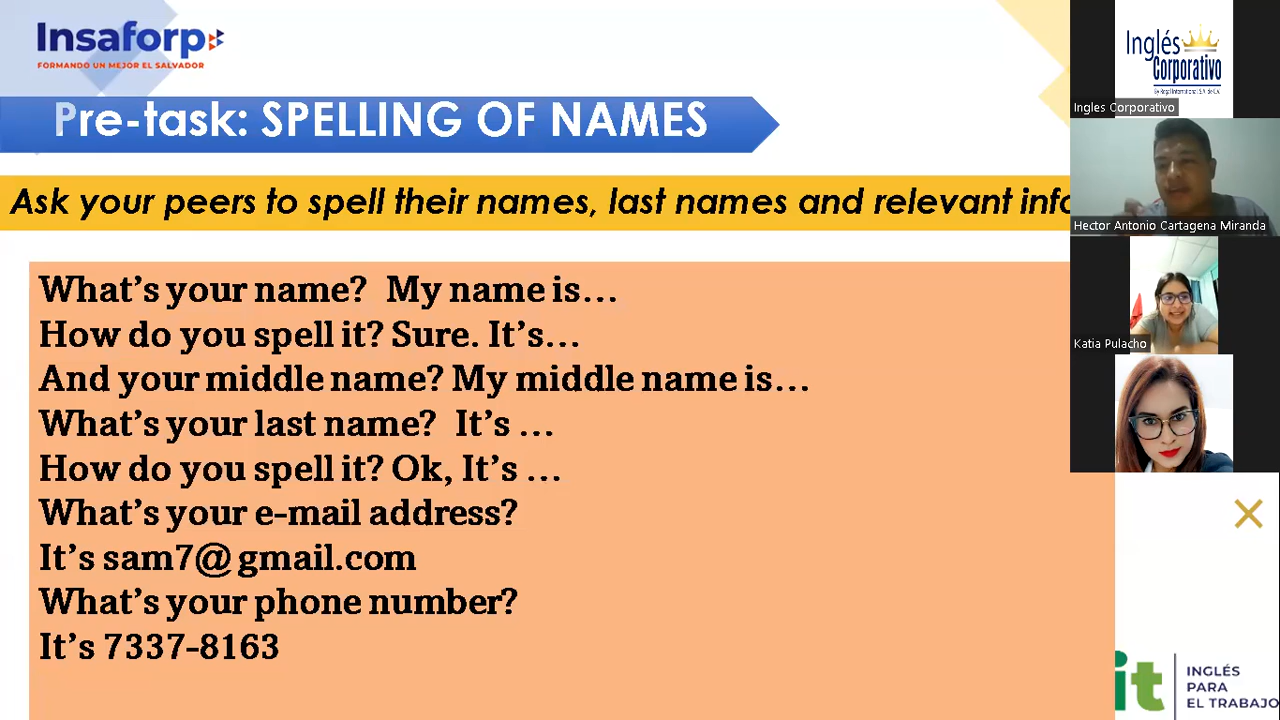 Insaforp
FORMANDO UN MEJOR EL SALVADOR
Pre-task: SPELLING OF NAMES
Ask your peers to spell their names, last names and relevant info
What's your name?   My name is...
How do you spell it? Sure. It's...
And your middle name? My middle name is...
What's your last name?   It's ...
How do you spell it? Ok, It's ...
What's your e-mail address?
It's sam7@gmail.com
What's your phone number?
It's 7337-8163
Inglés
Corporativo
Ingles Corporativo
Hector Antonio Cartagena Miranda
Katia Pulacho
it
INGLÉS
PARA
EL TRABAJO